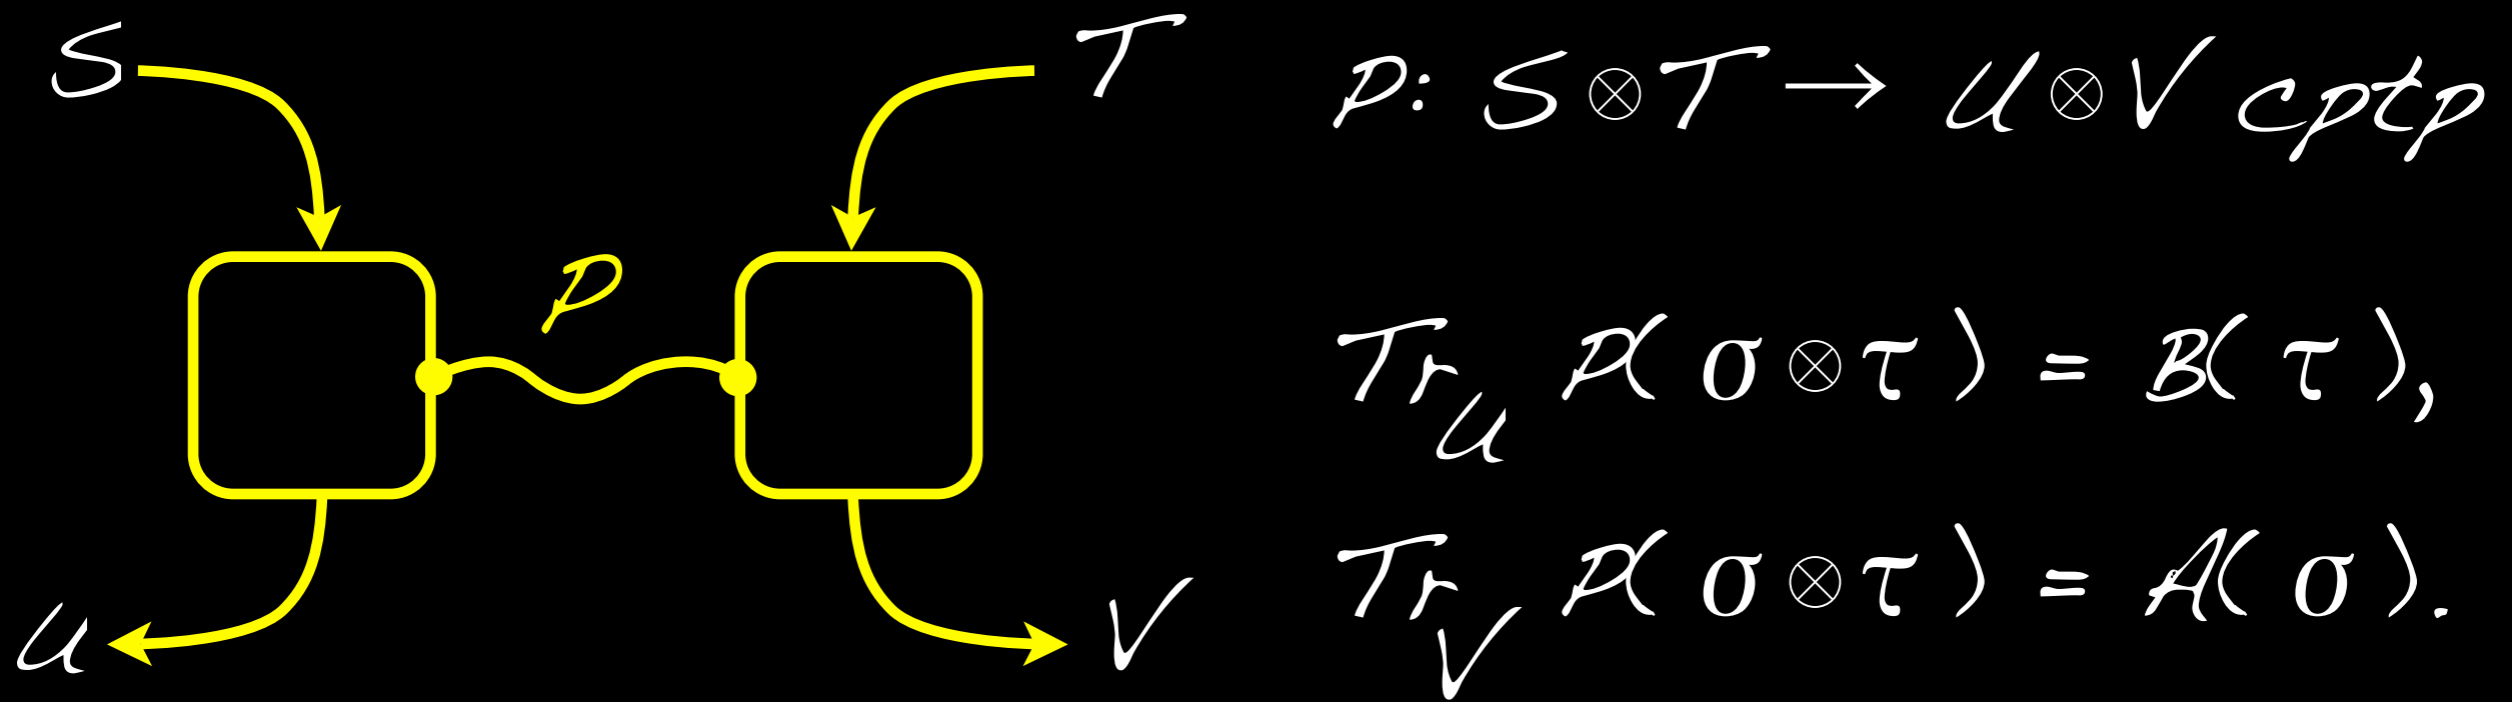 S
T
P
U
V
P: S ⊗ T → U ⊗ V cptp
Tr_U P( σ ⊗ τ ) = B( τ ),
Tr_V P( σ ⊗ τ ) = A( σ ).